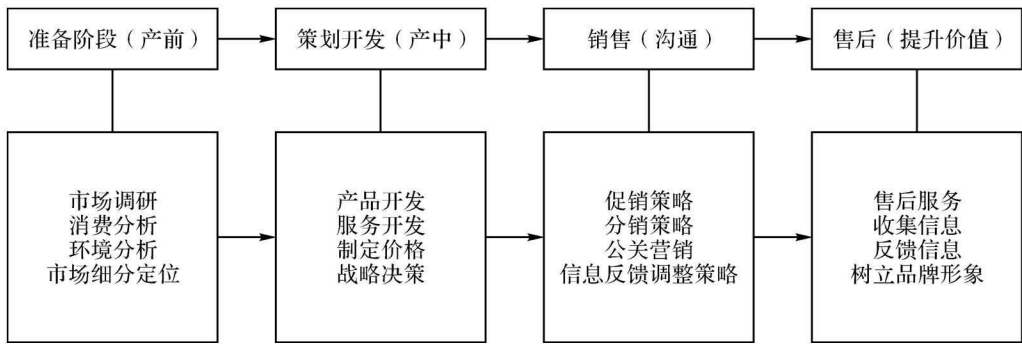 准备阶段（产前）
策划开发（产中）
销售（沟通）
售后（提升价值）
市场调研
消费分析
环境分析
市场细分定位
产品开发
服务开发
制定价格
战略决策
促销策略
分销策略
公关营销
信息反馈调整策略
售后服务
收集信息
反馈信息
树立品牌形象